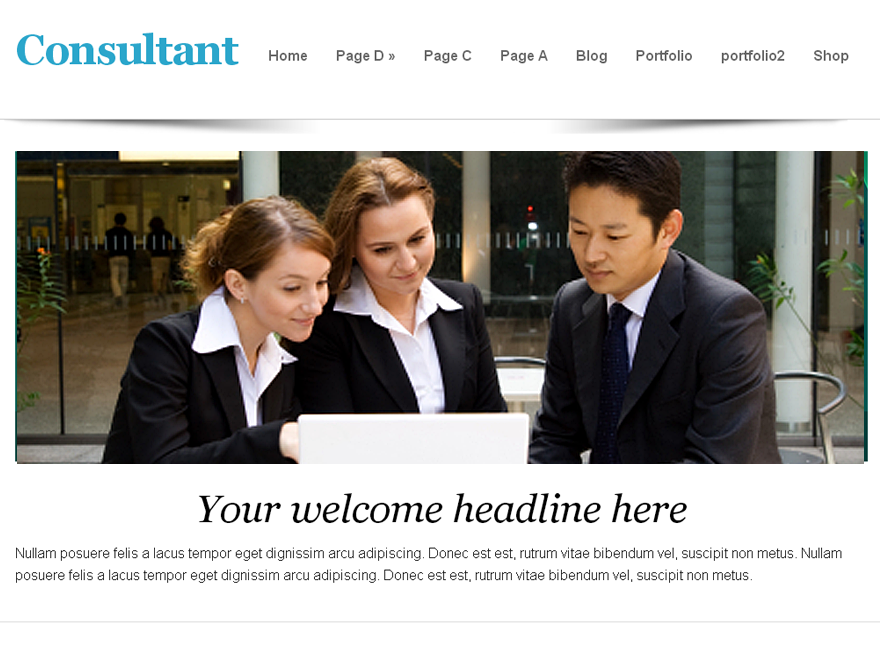 Consultant
Home Page D » Page C Page A Blog Portfolio portfolio2 Shop
Your welcome headline here
Nullam posuere felis a lacus tempor eget dignissim arcu adipiscing. Donec est est, rutrum vitae bibendum vel, suscipit non metus. Nullam
posuere felis a lacus tempor eget dignissim arcu adipiscing. Donec est est, rutrum vitae bibendum vel, suscipit non metus.